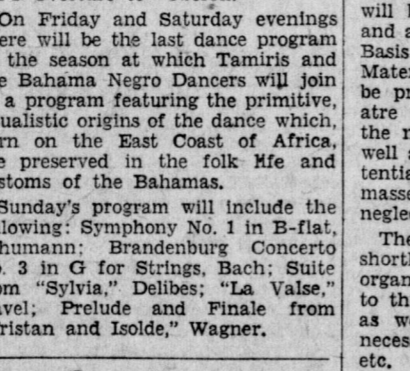 On Friday and Saturday evenings
ere will be the last dance program
the season at which Tamiris and
e Bahama Negro Dancers will join
a program featuring the primitive,
ualistic origins of the dance which,
rn on the East Coast of Africa,
e preserved in the folk life and
stoms of the Bahamas.
Sunday's program will include the
llowing: Symphony No. 1 in B-flat,
humann; Brandenburg Concerto
o. 3 in G for Strings, Bach; Suite
om "Sylvia," Delibes; "La Valse,"
avel; Prelude and Finale from
ristan and Isolde," Wagner.
will
and a
Basis
Mate
be pr
atre
the
well
tentia
masse
negle
The
short
organ
to th
as w
neces
etc.